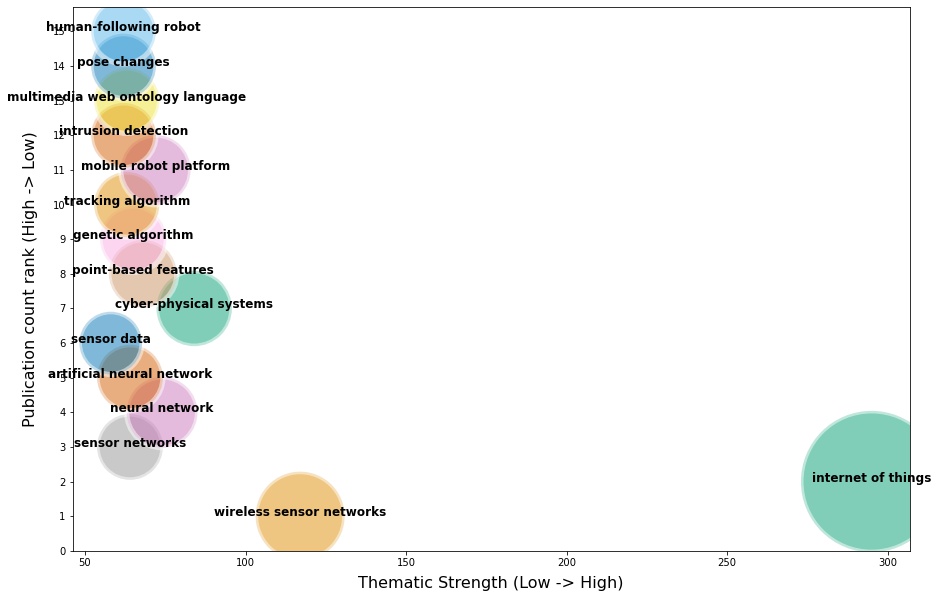 15
human-following robot
14
pose changes
13
multimedia web ontology language
12
intrusion detection
11
mobile robot platform
10
tracking algorithm
9
genetic algorithm
8
point-based features
7
cyber-physical systems
6
sensor data
5
artificial neural network
4
neural network
3
sensor networks
2
internet of things
1
wireless sensor networks
0
50 100 150 200 250 300
Thematic Strength (Low -> High)
Publication count rank (High -> Low)